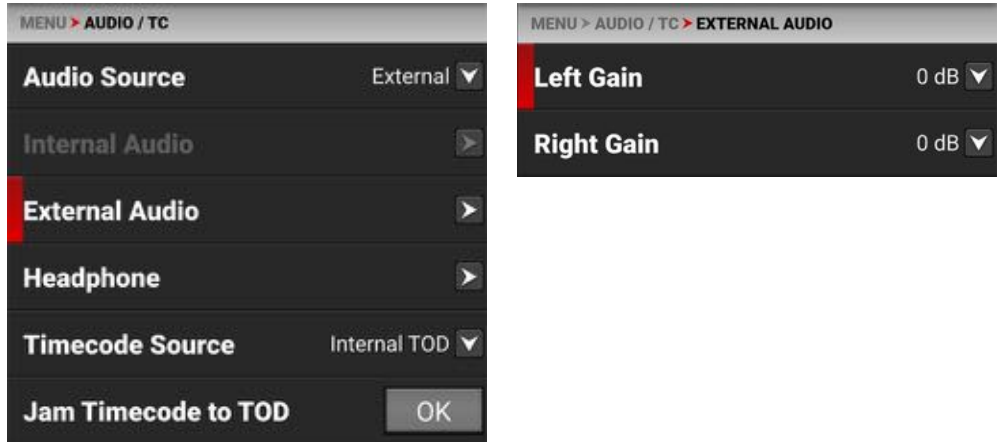 MENU > AUDIO / TC
Audio Source External
Internal Audio
External Audio
Headphone
Timecode Source Internal TOD
Jam Timecode to TOD OK
MENU > AUDIO / TC > EXTERNAL AUDIO
Left Gain 0 dB
Right Gain 0 dB